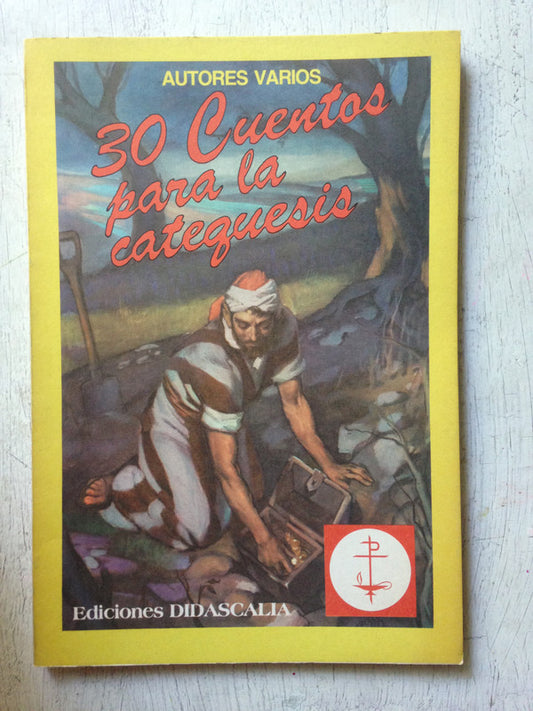 AUTORES VARIOS
30 Cuentos
para la
catequesis
Ediciones DIDASCALIA